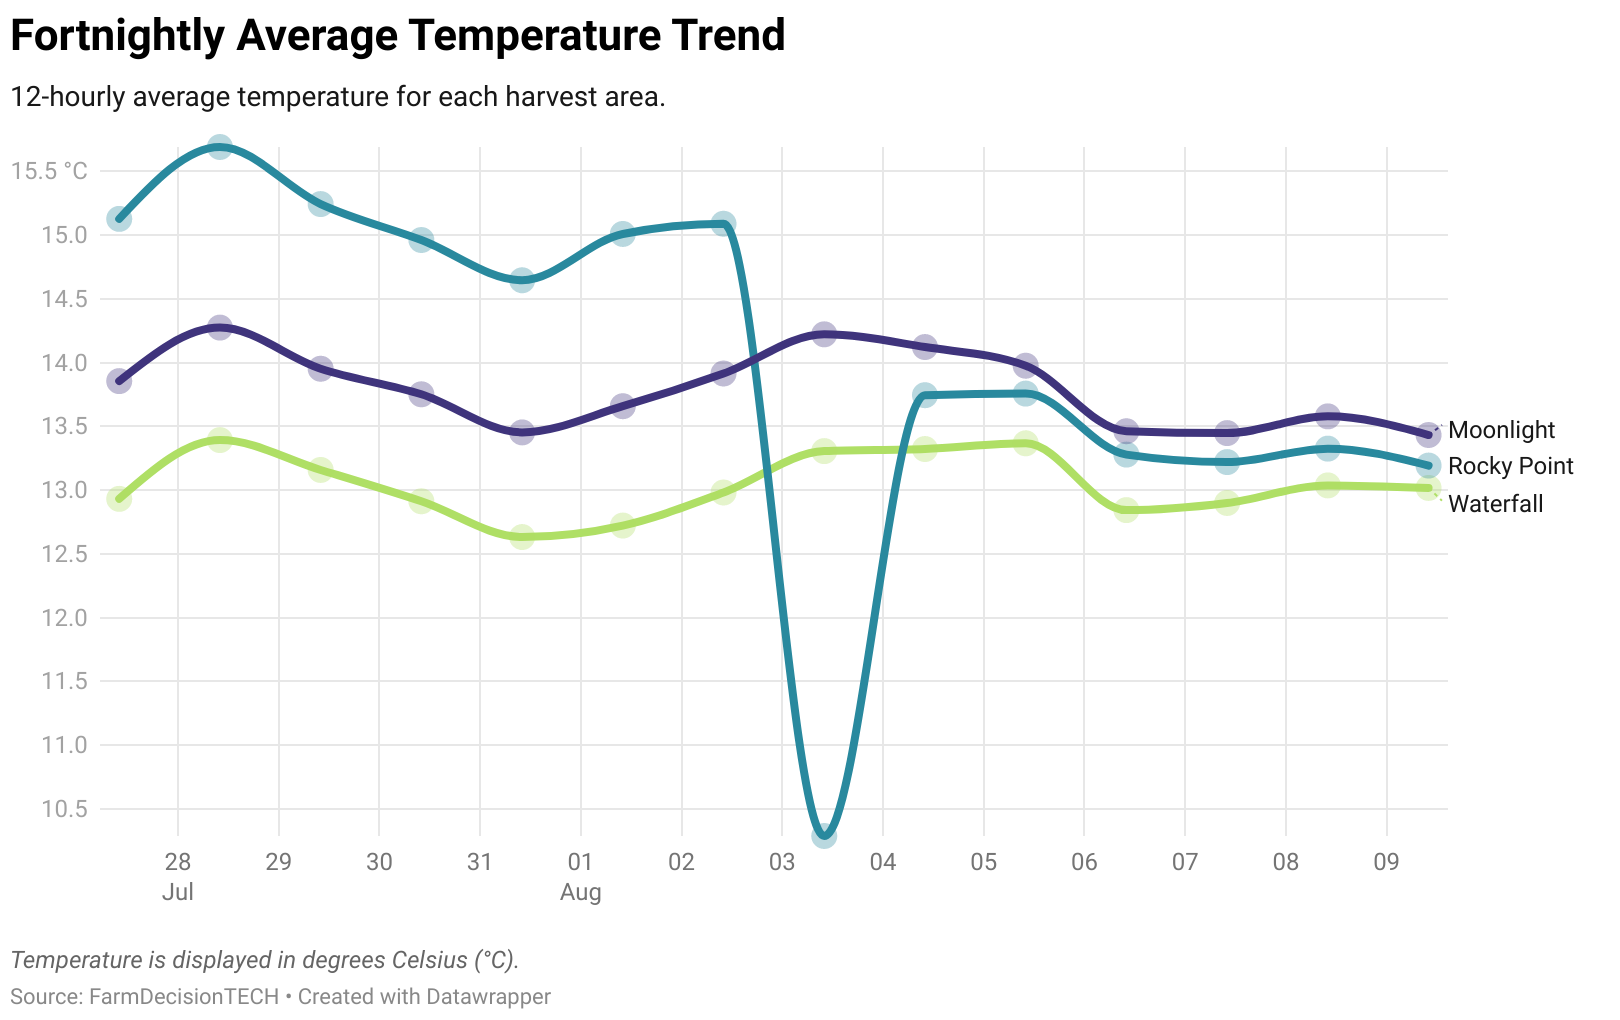 Fortnightly Average Temperature Trend
12-hourly average temperature for each harvest area.
15.5 °C
15.0
14.5
14.0
13.5
13.0
12.5
12.0
11.5
11.0
10.5
Moonlight
Rocky Point
Waterfall
28 29 30 31 01 02 03 04 05 06 07 08 09
Jul Aug
Temperature is displayed in degrees Celsius (°C).
Source: FarmDecisionTECH • Created with Datawrapper